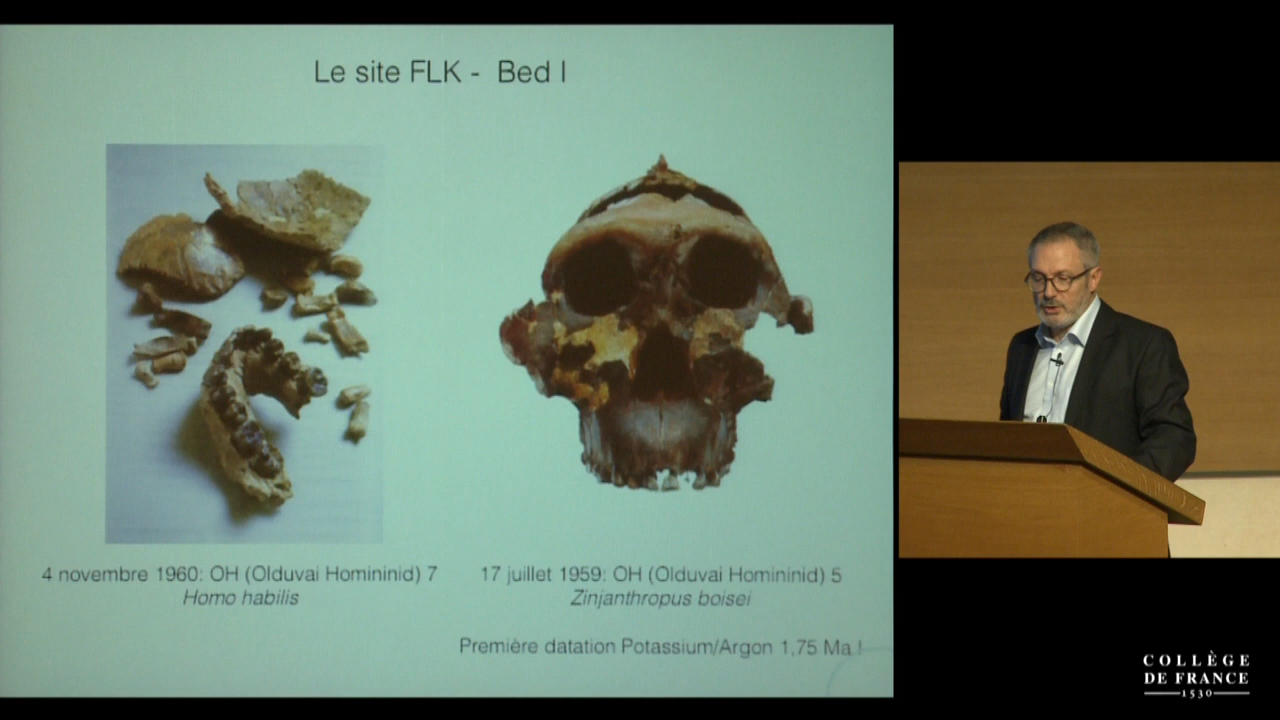 Le site FLK - Bed I
4 novembre 1960: OH (Olduvai Homininid) 7
Homo habilis
17 juillet 1959: OH (Olduvai Homininid) 5
Zinjanthropus boisei
Première datation Potassium/Argon 1,75 Ma !
COLLÈGE
DE FRANCE
1530